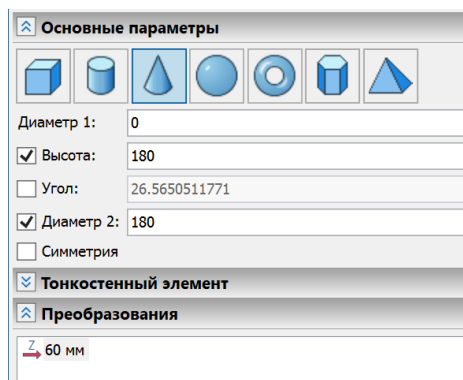 Основные параметры
Диаметр 1: 0
Высота: 180
Угол: 26.5650511771
Диаметр 2: 180
Симметрия
Тонкостенный элемент
Преобразования
Z 60 мм